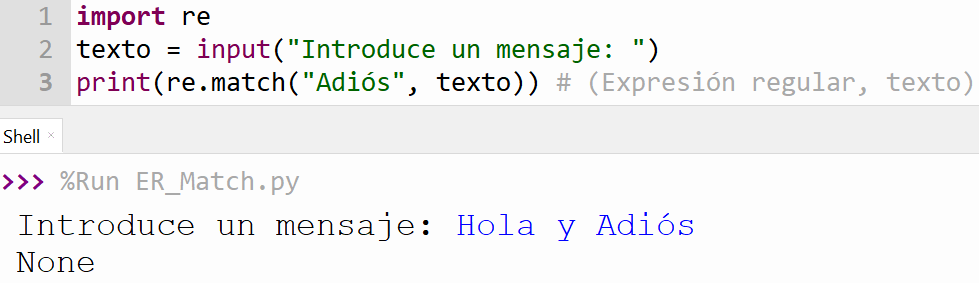 1 import re
2 texto = input("Introduce un mensaje: ")
3 print(re.match("Adiós", texto)) # (Expresión regular, texto)
Shell ×
>>> %Run ER_Match.py
Introduce un mensaje: Hola y Adiós
None